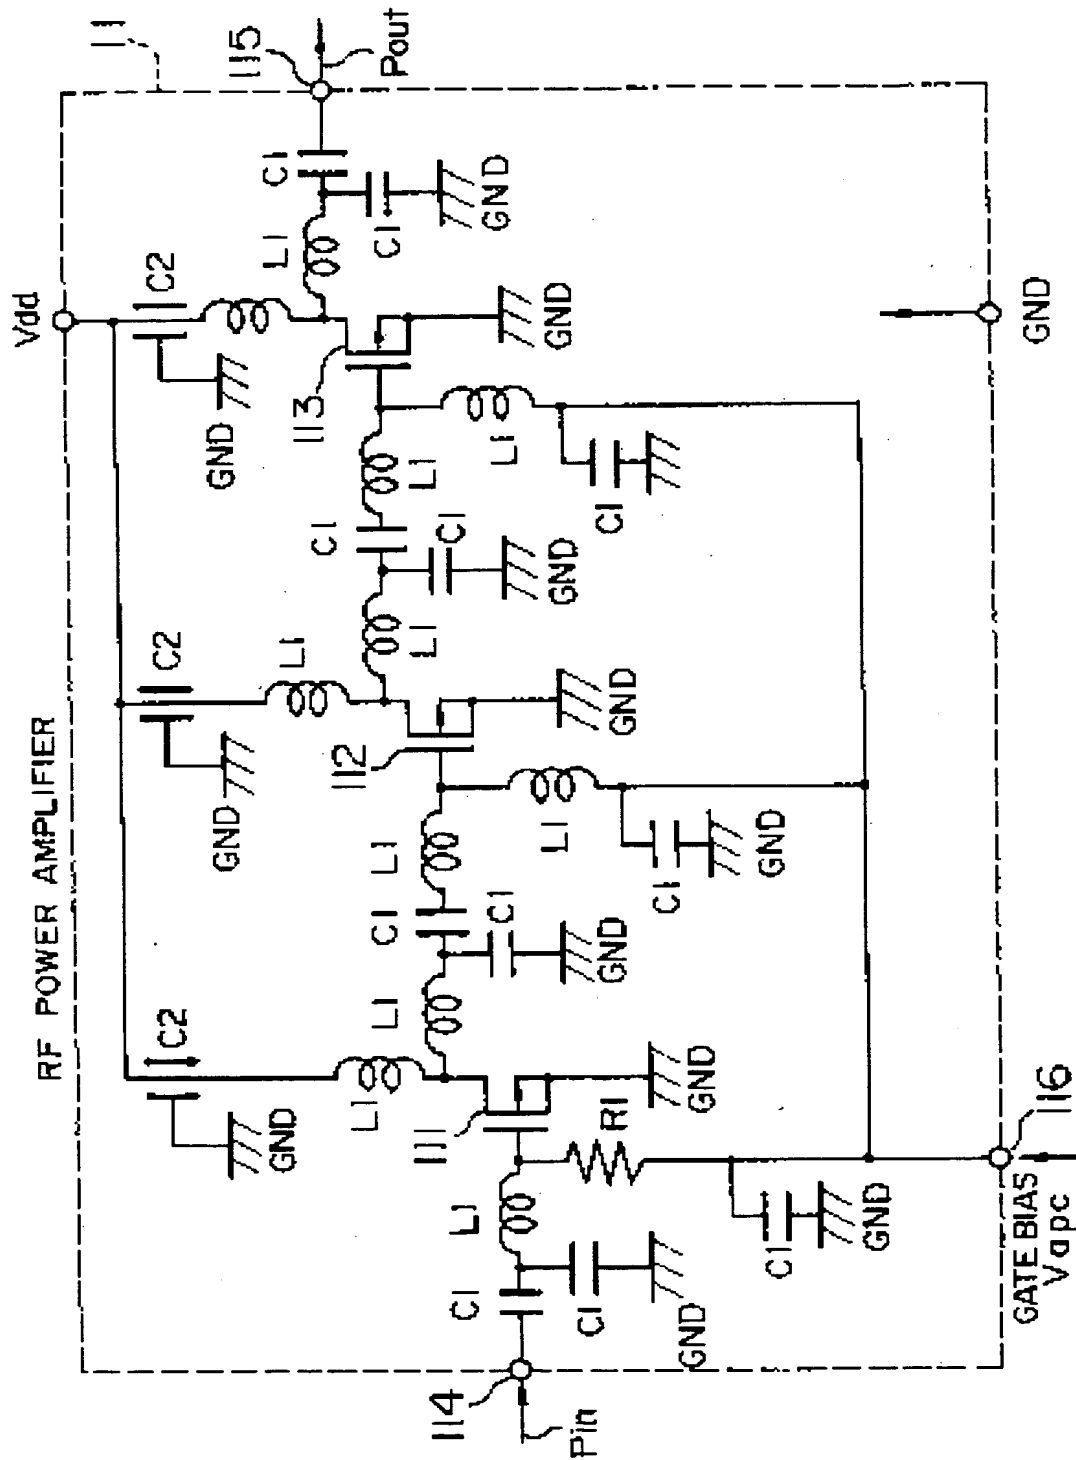 RF POWER AMPLIFIER
Vdd
11
C2
GND
L1
C2
GND
L1
C2
GND
115
Pout
L1
C1
C1
GND
113
GND
L1
C1
L1
C1
GND
L1
C1
112
GND
L1
C1
L1
C1
GND
L1
C1
GND
111
GND
R1
L1
C1
C1
GND
C1
GND
114
Pin
GATE BIAS
Vapc
116
GND